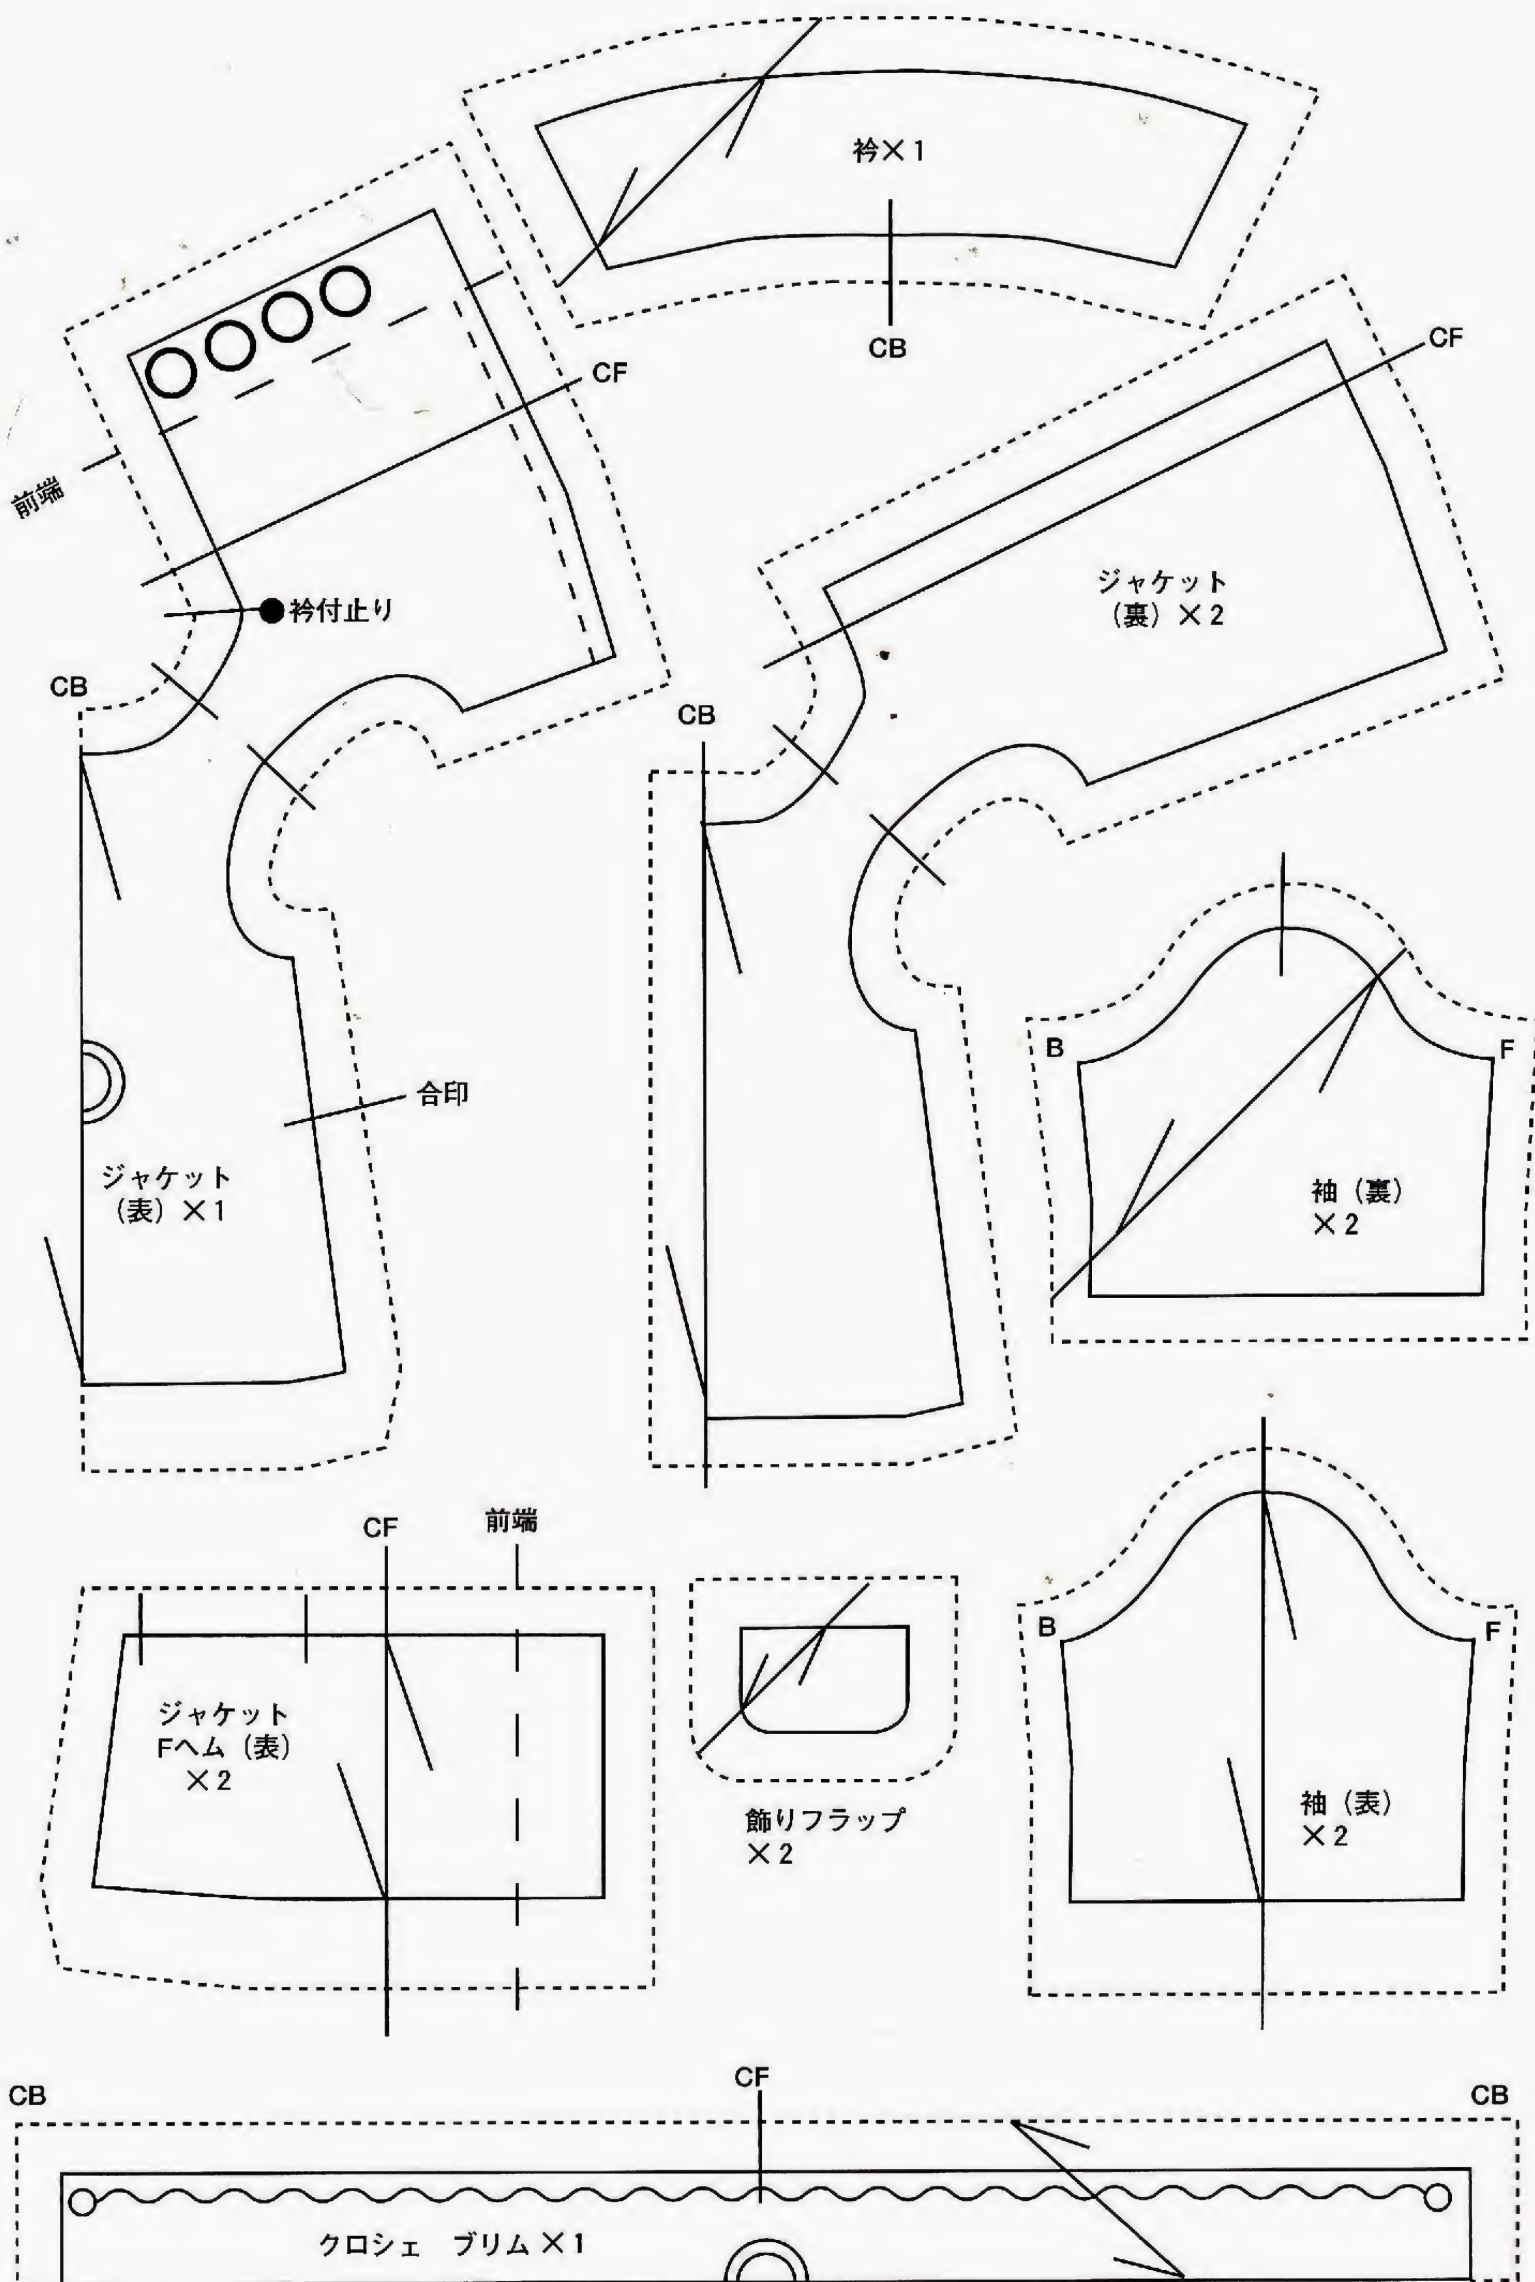 衿×1
CB
CF
CF
前端
衿付止り
ジャケット
（裏）×2
CB
CB
B
F
合印
ジャケット
（表）×1
袖（裏）
×2
CF
前端
B
F
ジャケット
Fヘム（表）
×2
袖（表）
×2
飾りフラップ
×2
CF
CB
CB
クロシェ　ブリム×1